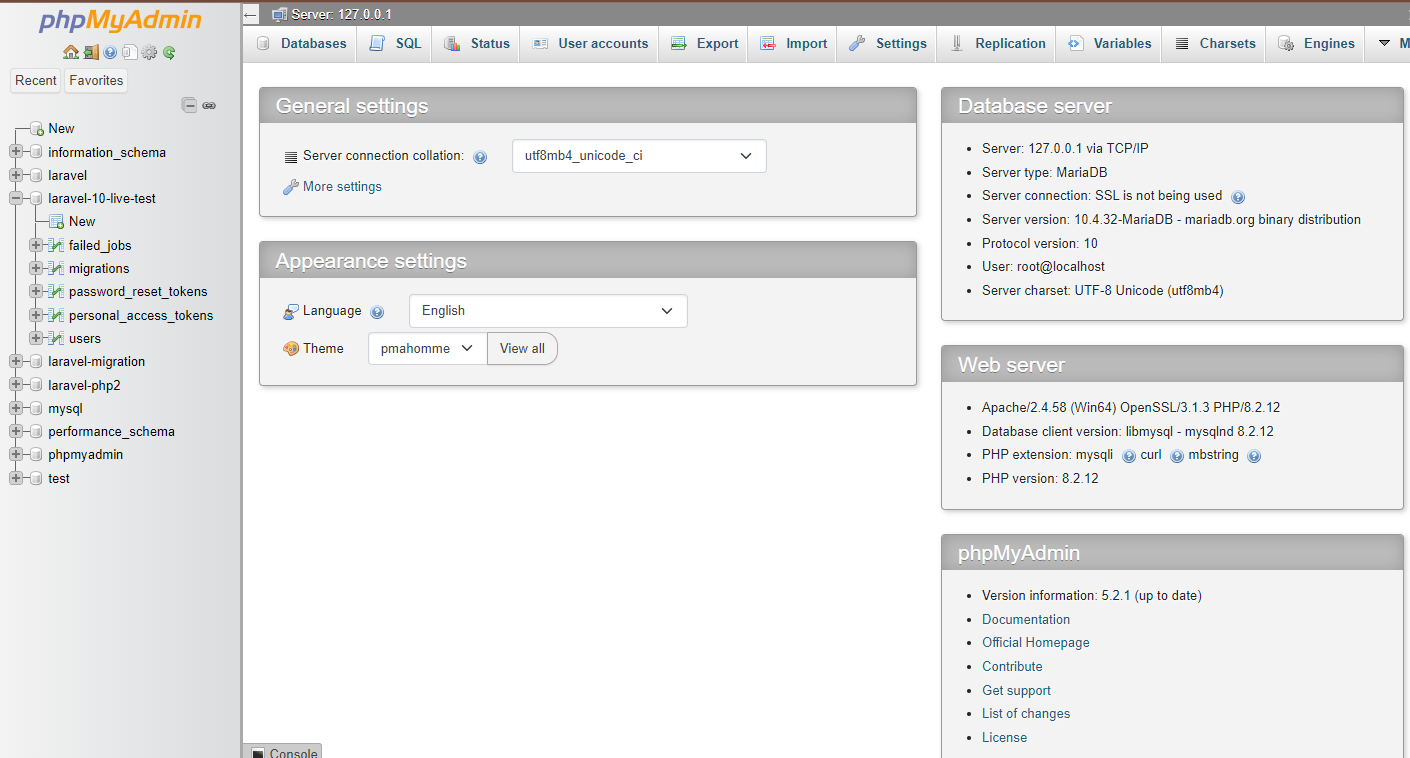 phpMyAdmin
Recent Favorites
New
information_schema
laravel
laravel-10-live-test
New
failed_jobs
migrations
password_reset_tokens
personal_access_tokens
users
laravel-migration
laravel-php2
mysql
performance_schema
phpmyadmin
test
Server: 127.0.0.1
Databases SQL Status User accounts Export Import Settings Replication Variables Charsets Engines M
General settings
Server connection collation: utf8mb4_unicode_ci
More settings
Appearance settings
Language English
Theme pmahomme View all
Database server
Server: 127.0.0.1 via TCP/IP
Server type: MariaDB
Server connection: SSL is not being used
Server version: 10.4.32-MariaDB - mariadb.org binary distribution
Protocol version: 10
User: root@localhost
Server charset: UTF-8 Unicode (utf8mb4)
Web server
Apache/2.4.58 (Win64) OpenSSL/3.1.3 PHP/8.2.12
Database client version: libmysql - mysqlnd 8.2.12
PHP extension: mysqli curl mbstring
PHP version: 8.2.12
phpMyAdmin
Version information: 5.2.1 (up to date)
Documentation
Official Homepage
Contribute
Get support
List of changes
License
Console